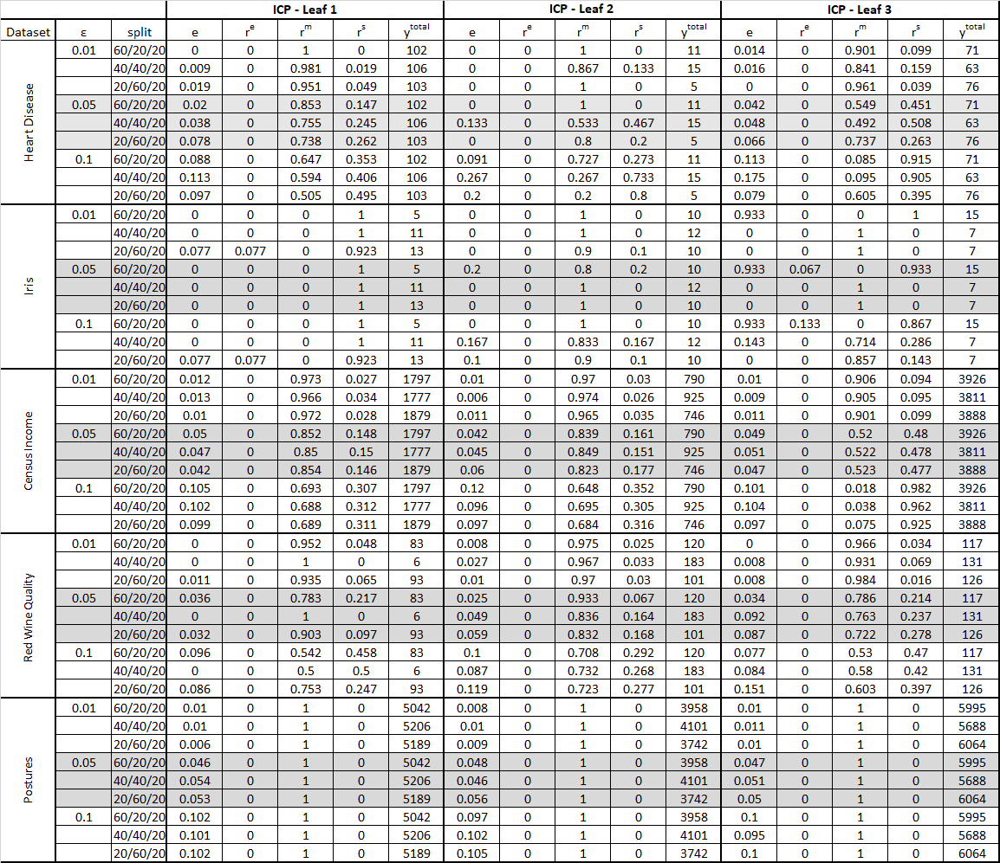 ICP - Leaf 1 ICP - Leaf 2 ICP - Leaf 3
Dataset ε split e r^e r^m r^s y^total e r^e r^m r^s y^total e r^e r^m r^s y^total
Heart Disease
0.01 60/20/20 0 0 1 0 102 0 0 1 0 11 0.014 0 0.901 0.099 71
40/40/20 0.009 0 0.981 0.019 106 0 0 0.867 0.133 15 0.016 0 0.841 0.159 63
20/60/20 0.019 0 0.951 0.049 103 0 0 1 0 5 0 0 0.961 0.039 76
0.05 60/20/20 0.02 0 0.853 0.147 102 0 0 1 0 11 0.042 0 0.549 0.451 71
40/40/20 0.038 0 0.755 0.245 106 0.133 0 0.533 0.467 15 0.048 0 0.492 0.508 63
20/60/20 0.078 0 0.738 0.262 103 0 0 0.8 0.2 5 0.066 0 0.737 0.263 76
0.1 60/20/20 0.088 0 0.647 0.353 102 0.091 0 0.727 0.273 11 0.113 0 0.085 0.915 71
40/40/20 0.113 0 0.594 0.406 106 0.267 0 0.267 0.733 15 0.175 0 0.095 0.905 63
20/60/20 0.097 0 0.505 0.495 103 0.2 0 0.2 0.8 5 0.079 0 0.605 0.395 76
Iris
0.01 60/20/20 0 0 0 1 5 0 0 1 0 10 0.933 0 0 1 15
40/40/20 0 0 0 1 11 0 0 1 0 12 0 0 1 0 7
20/60/20 0.077 0.077 0 0.923 13 0 0 0.9 0.1 10 0 0 1 0 7
0.05 60/20/20 0 0 0 1 5 0.2 0 0.8 0.2 10 0.933 0.067 0 0.933 15
40/40/20 0 0 0 1 11 0 0 1 0 12 0 0 1 0 7
20/60/20 0 0 0 1 13 0 0 1 0 10 0 0 1 0 7
0.1 60/20/20 0 0 0 1 5 0 0 1 0 10 0.933 0.133 0 0.867 15
40/40/20 0 0 0 1 11 0.167 0 0.833 0.167 12 0.143 0 0.714 0.286 7
20/60/20 0.077 0.077 0 0.923 13 0.1 0 0.9 0.1 10 0 0 0.857 0.143 7
Census Income
0.01 60/20/20 0.012 0 0.973 0.027 1797 0.01 0 0.97 0.03 790 0.01 0 0.906 0.094 3926
40/40/20 0.013 0 0.966 0.034 1777 0.006 0 0.974 0.026 925 0.009 0 0.905 0.095 3811
20/60/20 0.01 0 0.972 0.028 1879 0.011 0 0.965 0.035 746 0.011 0 0.901 0.099 3888
0.05 60/20/20 0.05 0 0.852 0.148 1797 0.042 0 0.839 0.161 790 0.049 0 0.52 0.48 3926
40/40/20 0.047 0 0.85 0.15 1777 0.045 0 0.849 0.151 925 0.051 0 0.522 0.478 3811
20/60/20 0.042 0 0.854 0.146 1879 0.06 0 0.823 0.177 746 0.047 0 0.523 0.477 3888
0.1 60/20/20 0.105 0 0.693 0.307 1797 0.12 0 0.648 0.352 790 0.101 0 0.018 0.982 3926
40/40/20 0.102 0 0.688 0.312 1777 0.096 0 0.695 0.305 925 0.104 0 0.038 0.962 3811
20/60/20 0.099 0 0.689 0.311 1879 0.097 0 0.684 0.316 746 0.097 0 0.075 0.925 3888
Red Wine Quality
0.01 60/20/20 0 0 0.952 0.048 83 0.008 0 0.975 0.025 120 0 0 0.966 0.034 117
40/40/20 0 0 1 0 6 0.027 0 0.967 0.033 183 0.008 0 0.931 0.069 131
20/60/20 0.011 0 0.935 0.065 93 0.01 0 0.97 0.03 101 0.008 0 0.984 0.016 126
0.05 60/20/20 0.036 0 0.783 0.217 83 0.025 0 0.933 0.067 120 0.034 0 0.786 0.214 117
40/40/20 0 0 1 0 6 0.049 0 0.836 0.164 183 0.092 0 0.763 0.237 131
20/60/20 0.032 0 0.903 0.097 93 0.059 0 0.832 0.168 101 0.087 0 0.722 0.278 126
0.1 60/20/20 0.096 0 0.542 0.458 83 0.1 0 0.708 0.292 120 0.077 0 0.53 0.47 117
40/40/20 0 0 0.5 0.5 6 0.087 0 0.732 0.268 183 0.084 0 0.58 0.42 131
20/60/20 0.086 0 0.753 0.247 93 0.119 0 0.723 0.277 101 0.151 0 0.603 0.397 126
Postures
0.01 60/20/20 0.01 0 1 0 5042 0.008 0 1 0 3958 0.01 0 1 0 5995
40/40/20 0.01 0 1 0 5206 0.01 0 1 0 4101 0.011 0 1 0 5688
20/60/20 0.006 0 1 0 5189 0.009 0 1 0 3742 0.01 0 1 0 6064
0.05 60/20/20 0.046 0 1 0 5042 0.048 0 1 0 3958 0.047 0 1 0 5995
40/40/20 0.054 0 1 0 5206 0.046 0 1 0 4101 0.051 0 1 0 5688
20/60/20 0.053 0 1 0 5189 0.056 0 1 0 3742 0.05 0 1 0 6064
0.1 60/20/20 0.102 0 1 0 5042 0.097 0 1 0 3958 0.1 0 1 0 5995
40/40/20 0.101 0 1 0 5206 0.102 0 1 0 4101 0.095 0 1 0 5688
20/60/20 0.102 0 1 0 5189 0.105 0 1 0 3742 0.1 0 1 0 6064